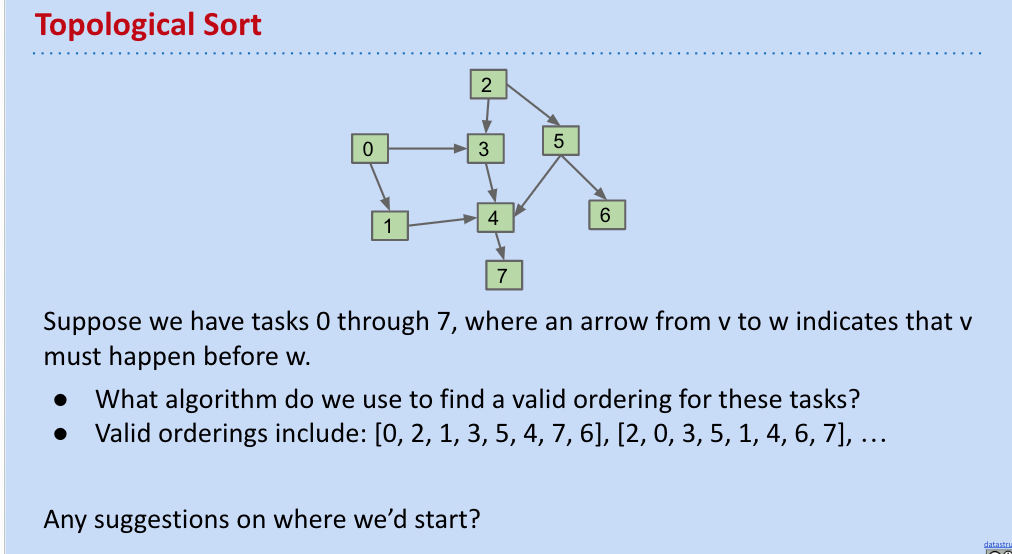 Topological Sort
2
0
3
5
1
4
6
7
Suppose we have tasks 0 through 7, where an arrow from v to w indicates that v
must happen before w.
● What algorithm do we use to find a valid ordering for these tasks?
● Valid orderings include: [0, 2, 1, 3, 5, 4, 7, 6], [2, 0, 3, 5, 1, 4, 6, 7], …
Any suggestions on where we'd start?
datastru